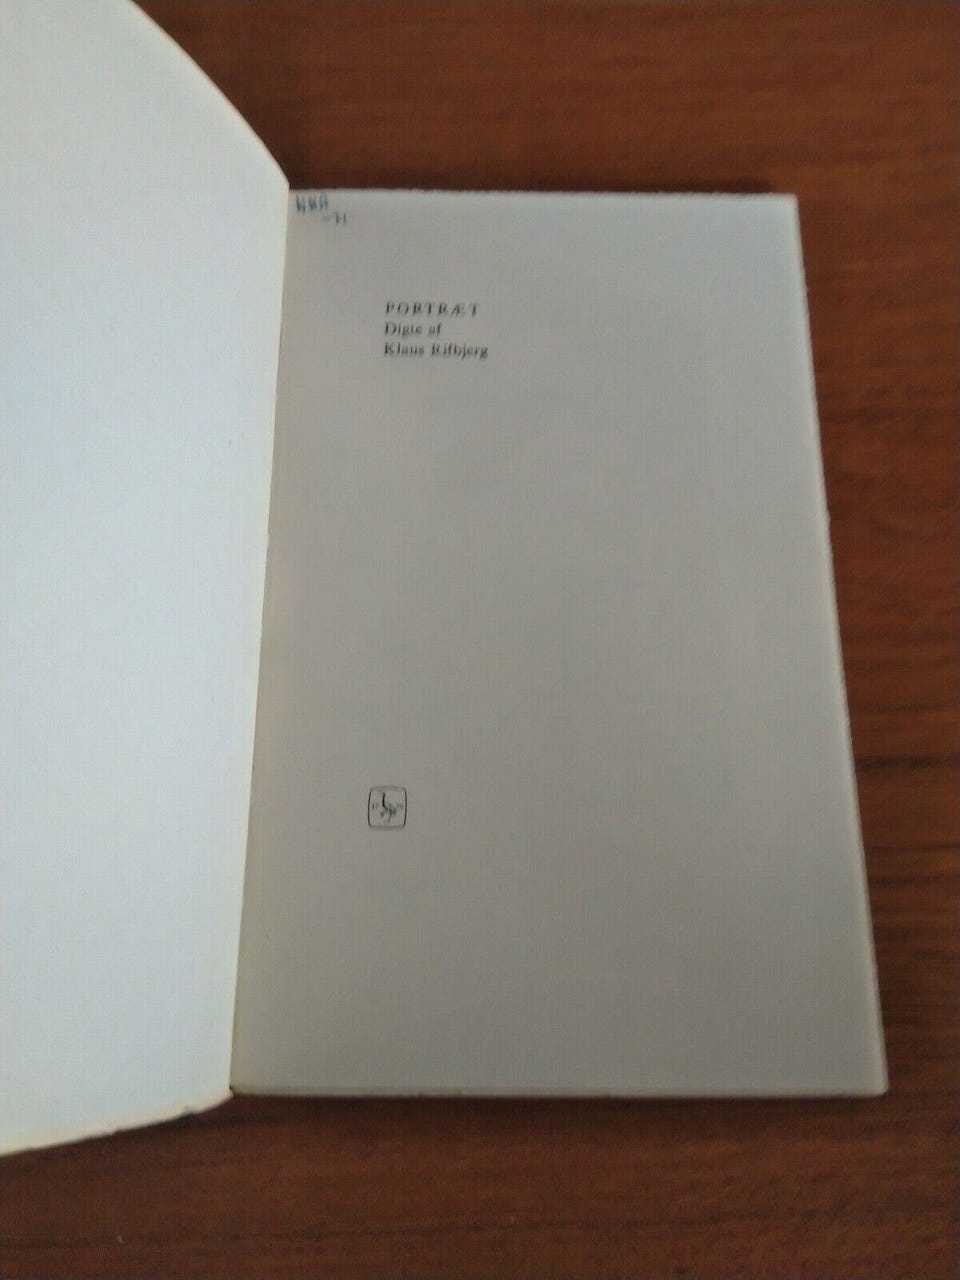 PORTRÆT
Digte af
Klaus Rifbjerg